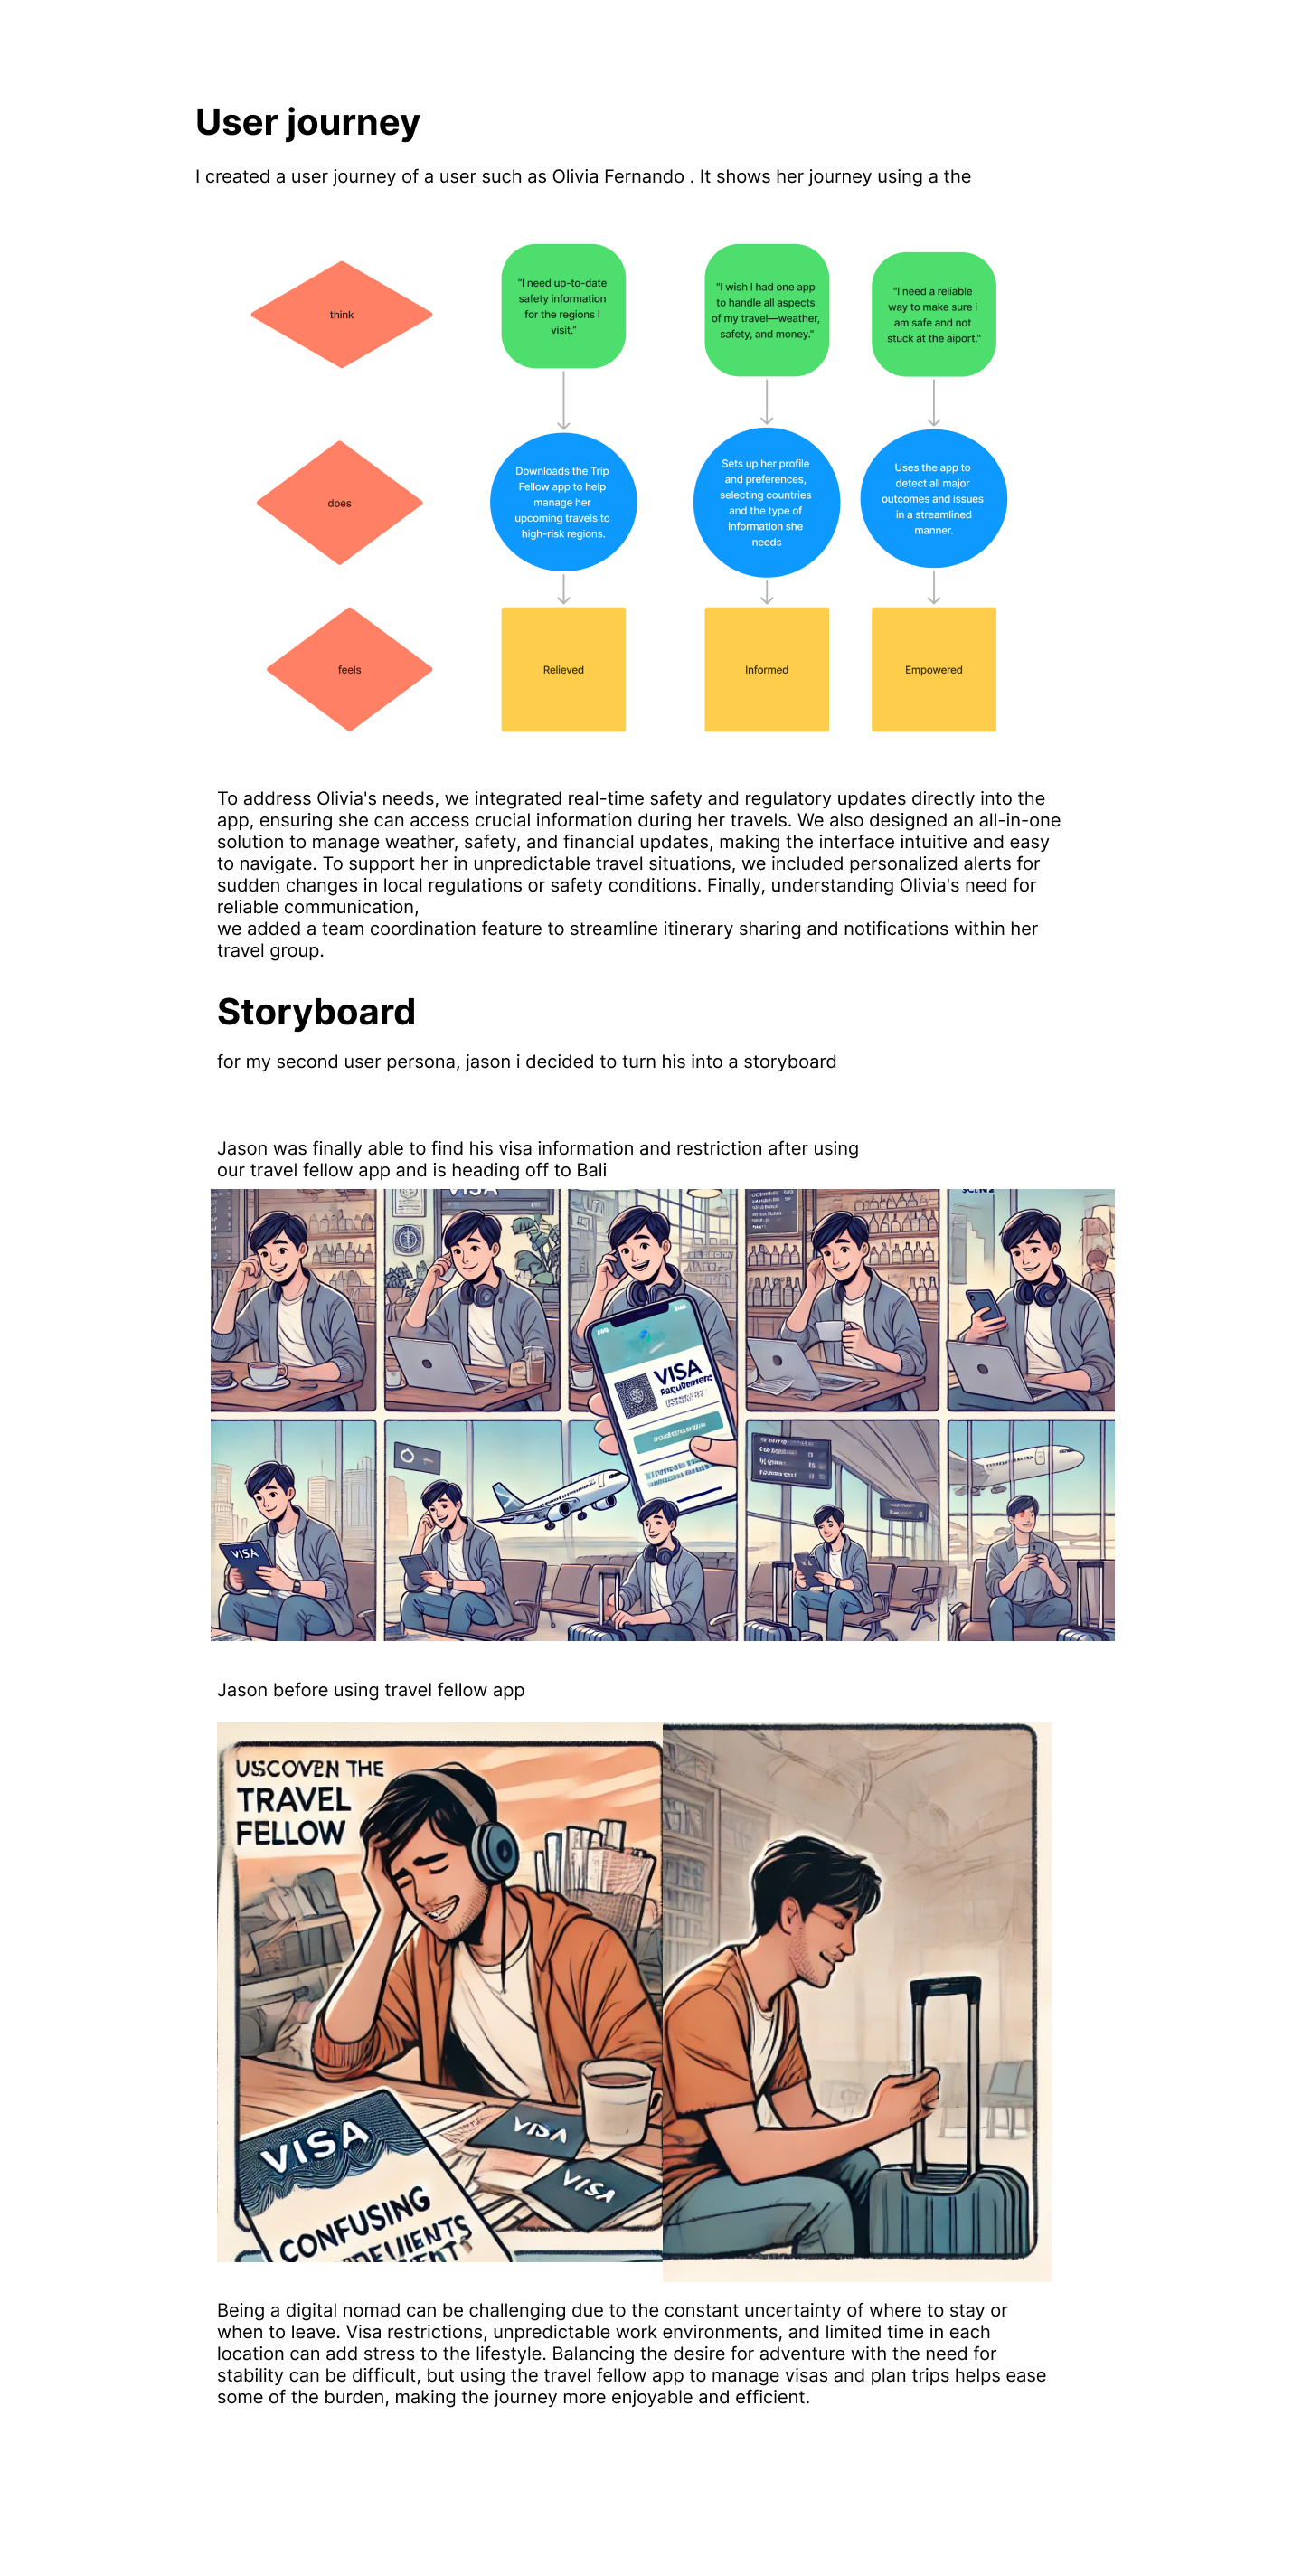 User journey
I created a user journey of a user such as Olivia Fernando . It shows her journey using a the
think
"I need up-to-date
safety information
for the regions I
visit."
"I wish I had one app
to handle all aspects
of my travel—weather,
safety, and money."
"I need a reliable
way to make sure i
am safe and not
stuck at the aiport."
does
Downloads the Trip
Fellow app to help
manage her
upcoming travels to
high-risk regions.
Sets up her profile
and preferences,
selecting countries
and the type of
information she
needs
Uses the app to
detect all major
outcomes and issues
in a streamlined
manner.
feels
Relieved
Informed
Empowered
To address Olivia's needs, we integrated real-time safety and regulatory updates directly into the
app, ensuring she can access crucial information during her travels. We also designed an all-in-one
solution to manage weather, safety, and financial updates, making the interface intuitive and easy
to navigate. To support her in unpredictable travel situations, we included personalized alerts for
sudden changes in local regulations or safety conditions. Finally, understanding Olivia's need for
reliable communication,
we added a team coordination feature to streamline itinerary sharing and notifications within her
travel group.
Storyboard
for my second user persona, jason i decided to turn his into a storyboard
Jason was finally able to find his visa information and restriction after using
our travel fellow app and is heading off to Bali
VISA
VISA
VISA
Jason before using travel fellow app
USCOVEN THE
TRAVEL
FELLOW
VISA
VISA
VISA
CONFUSING
Being a digital nomad can be challenging due to the constant uncertainty of where to stay or
when to leave. Visa restrictions, unpredictable work environments, and limited time in each
location can add stress to the lifestyle. Balancing the desire for adventure with the need for
stability can be difficult, but using the travel fellow app to manage visas and plan trips helps ease
some of the burden, making the journey more enjoyable and efficient.